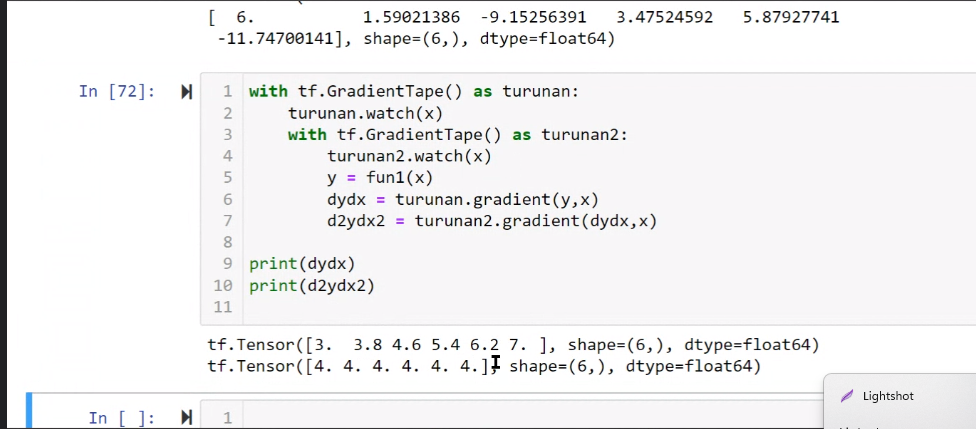 [ 6. 1.59021386 -9.15256391 3.47524592 5.87927741
-11.74700141], shape=(6,), dtype=float64)
In [72]:
1 with tf.GradientTape() as turunan:
2 turunan.watch(x)
3 with tf.GradientTape() as turunan2:
4 turunan2.watch(x)
5 y = fun1(x)
6 dydx = turunan.gradient(y,x)
7 d2ydx2 = turunan2.gradient(dydx,x)
8
9 print(dydx)
10 print(d2ydx2)
11
tf.Tensor([3. 3.8 4.6 5.4 6.2 7. ], shape=(6,), dtype=float64)
tf.Tensor([4. 4. 4. 4. 4. 4.], shape=(6,), dtype=float64)
Lightshot
In [ ]:
1